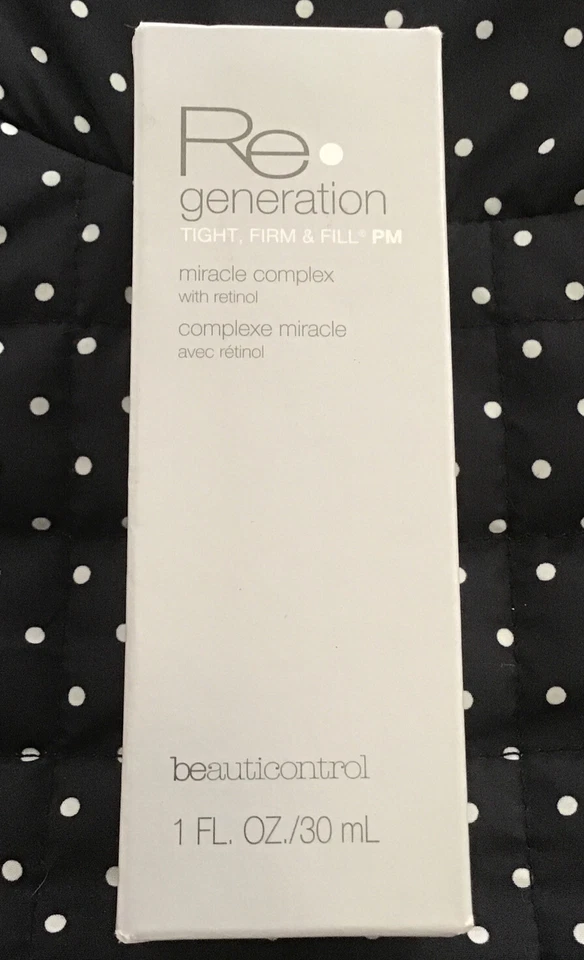 Re•
generation
TIGHT, FIRM & FILL® PM
miracle complex
with retinol
complexe miracle
avec rétinol
beauticontrol
1 FL. OZ./30 mL